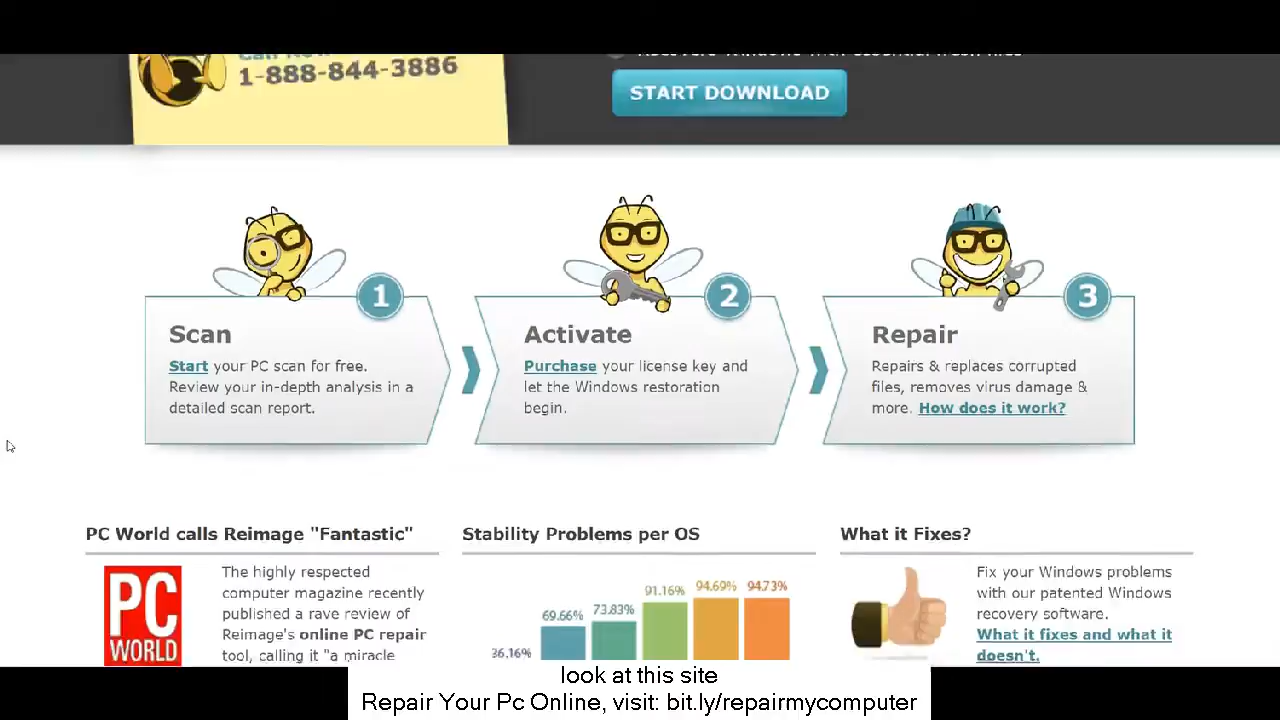 1-888-844-3886
START DOWNLOAD
1
2
3
Scan
Start your PC scan for free.
Review your in-depth analysis in a
detailed scan report.
Activate
Purchase your license key and
let the Windows restoration
begin.
Repair
Repairs & replaces corrupted
files, removes virus damage &
more. How does it work?
PC World calls Reimage "Fantastic"
PC
WORLD
The highly respected
computer magazine recently
published a rave review of
Reimage's online PC repair
tool, calling it "a miracle
Stability Problems per OS
36,16%
69.66%
73.83%
91.16%
94.69%
94.73%
What it Fixes?
Fix your Windows problems
with our patented Windows
recovery software.
What it fixes and what it
doesn't.
look at this site
Repair Your Pc Online, visit: bit.ly/repairmycomputer